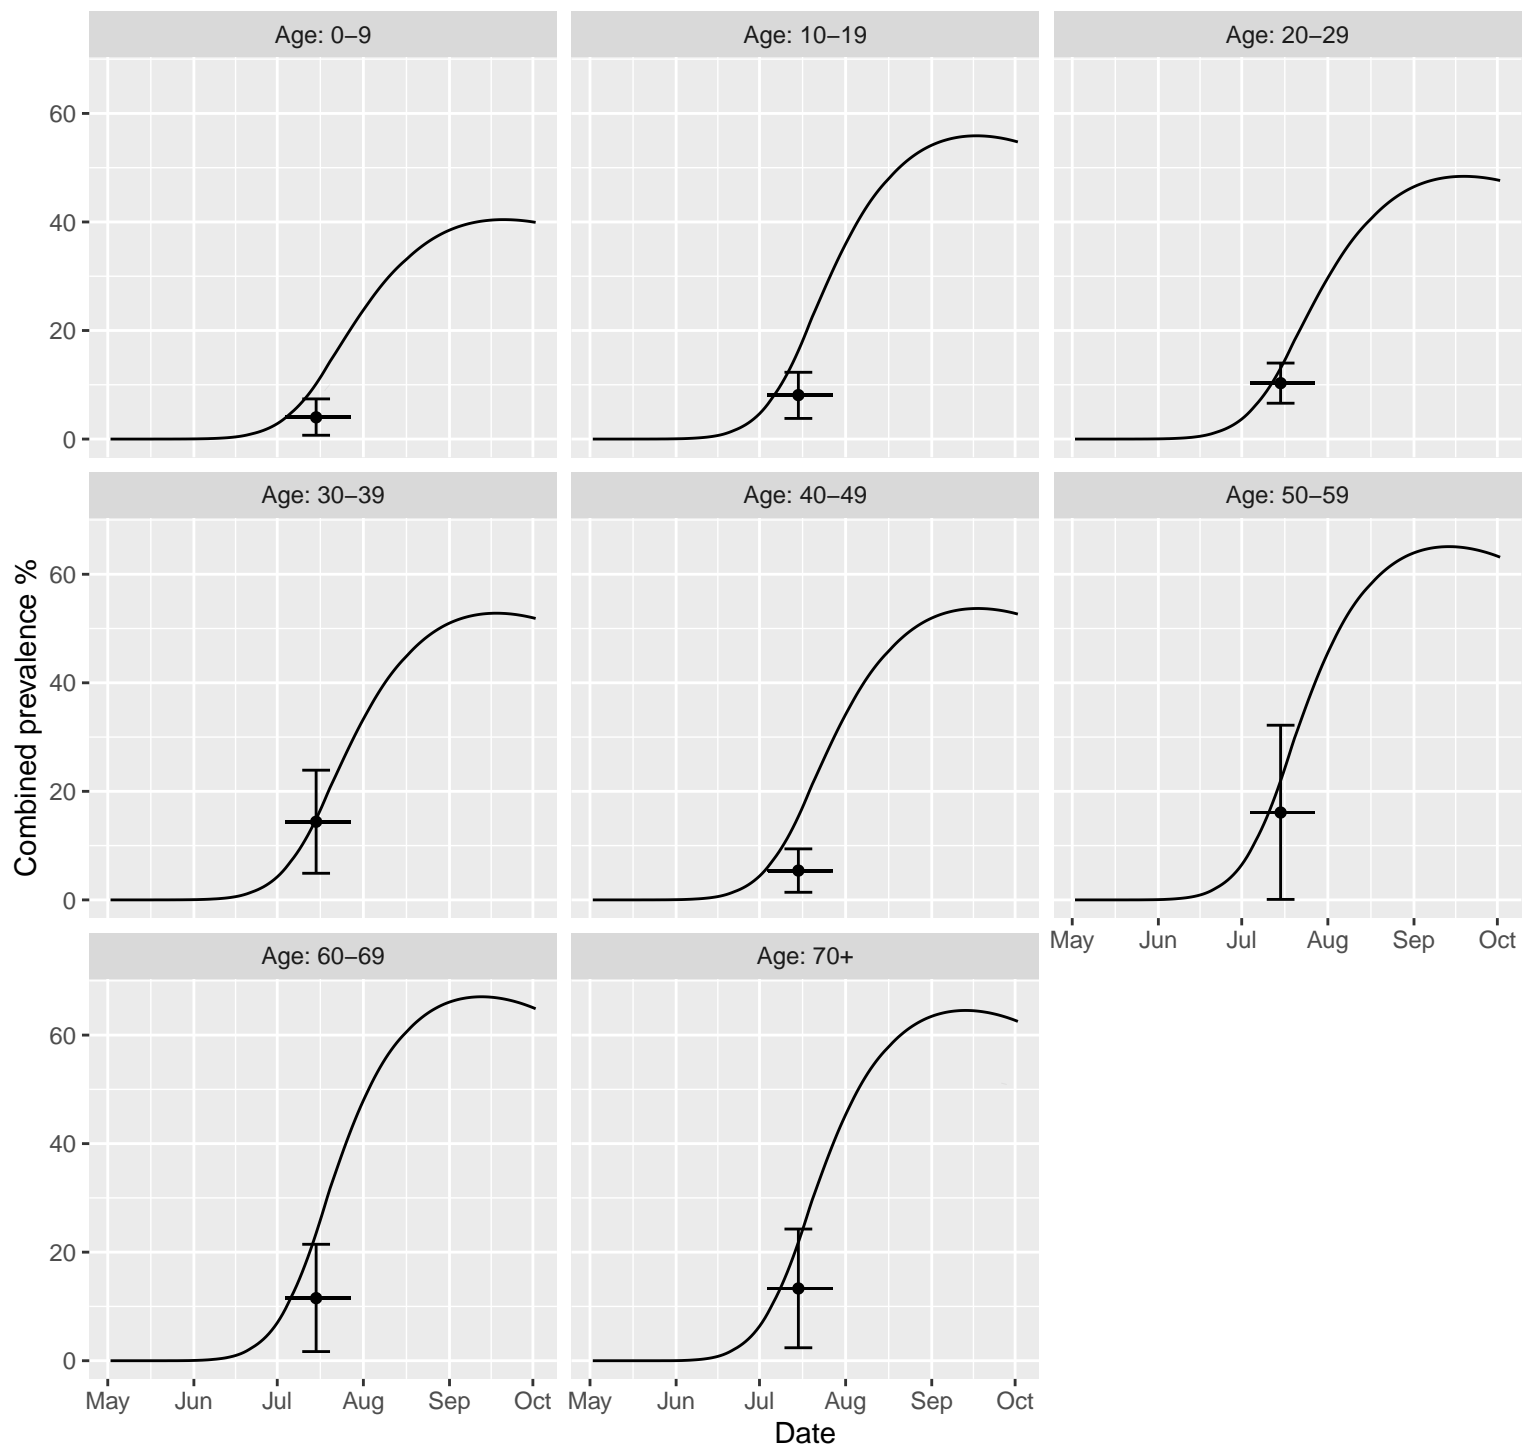 Age: 0−9
Age: 10−19
Age: 20−29
60
40
20
0
Age: 30−39
Age: 40−49
Age: 50−59
60
40
20
0
May Jun Jul Aug Sep Oct
Age: 60−69
Age: 70+
60
40
20
0
May Jun Jul Aug Sep Oct
May Jun Jul Aug Sep Oct
Date
Combined prevalence %